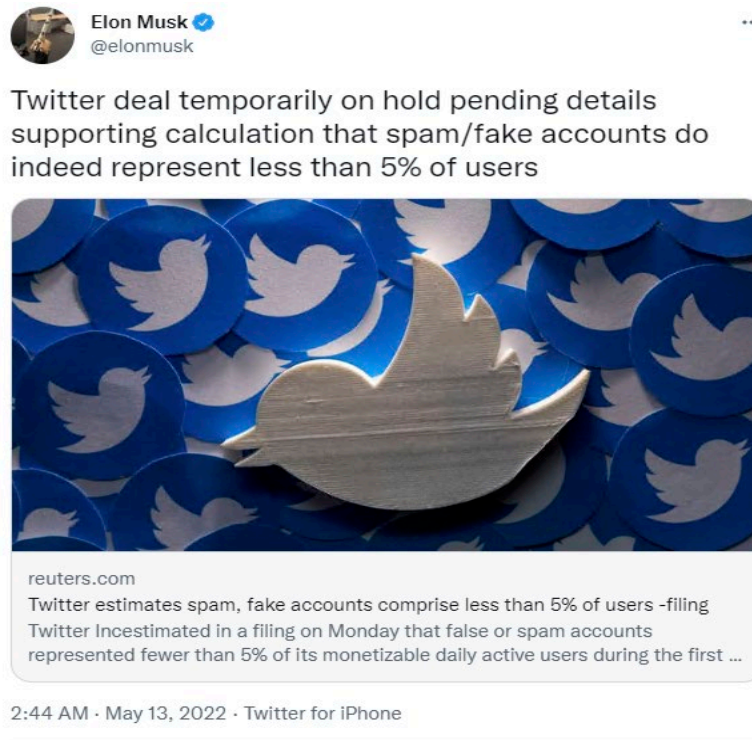 Elon Musk
@elonmusk
Twitter deal temporarily on hold pending details
supporting calculation that spam/fake accounts do
indeed represent less than 5% of users
reuters.com
Twitter estimates spam, fake accounts comprise less than 5% of users -filing
Twitter Incestimated in a filing on Monday that false or spam accounts
represented fewer than 5% of its monetizable daily active users during the first ...
2:44 AM · May 13, 2022 · Twitter for iPhone